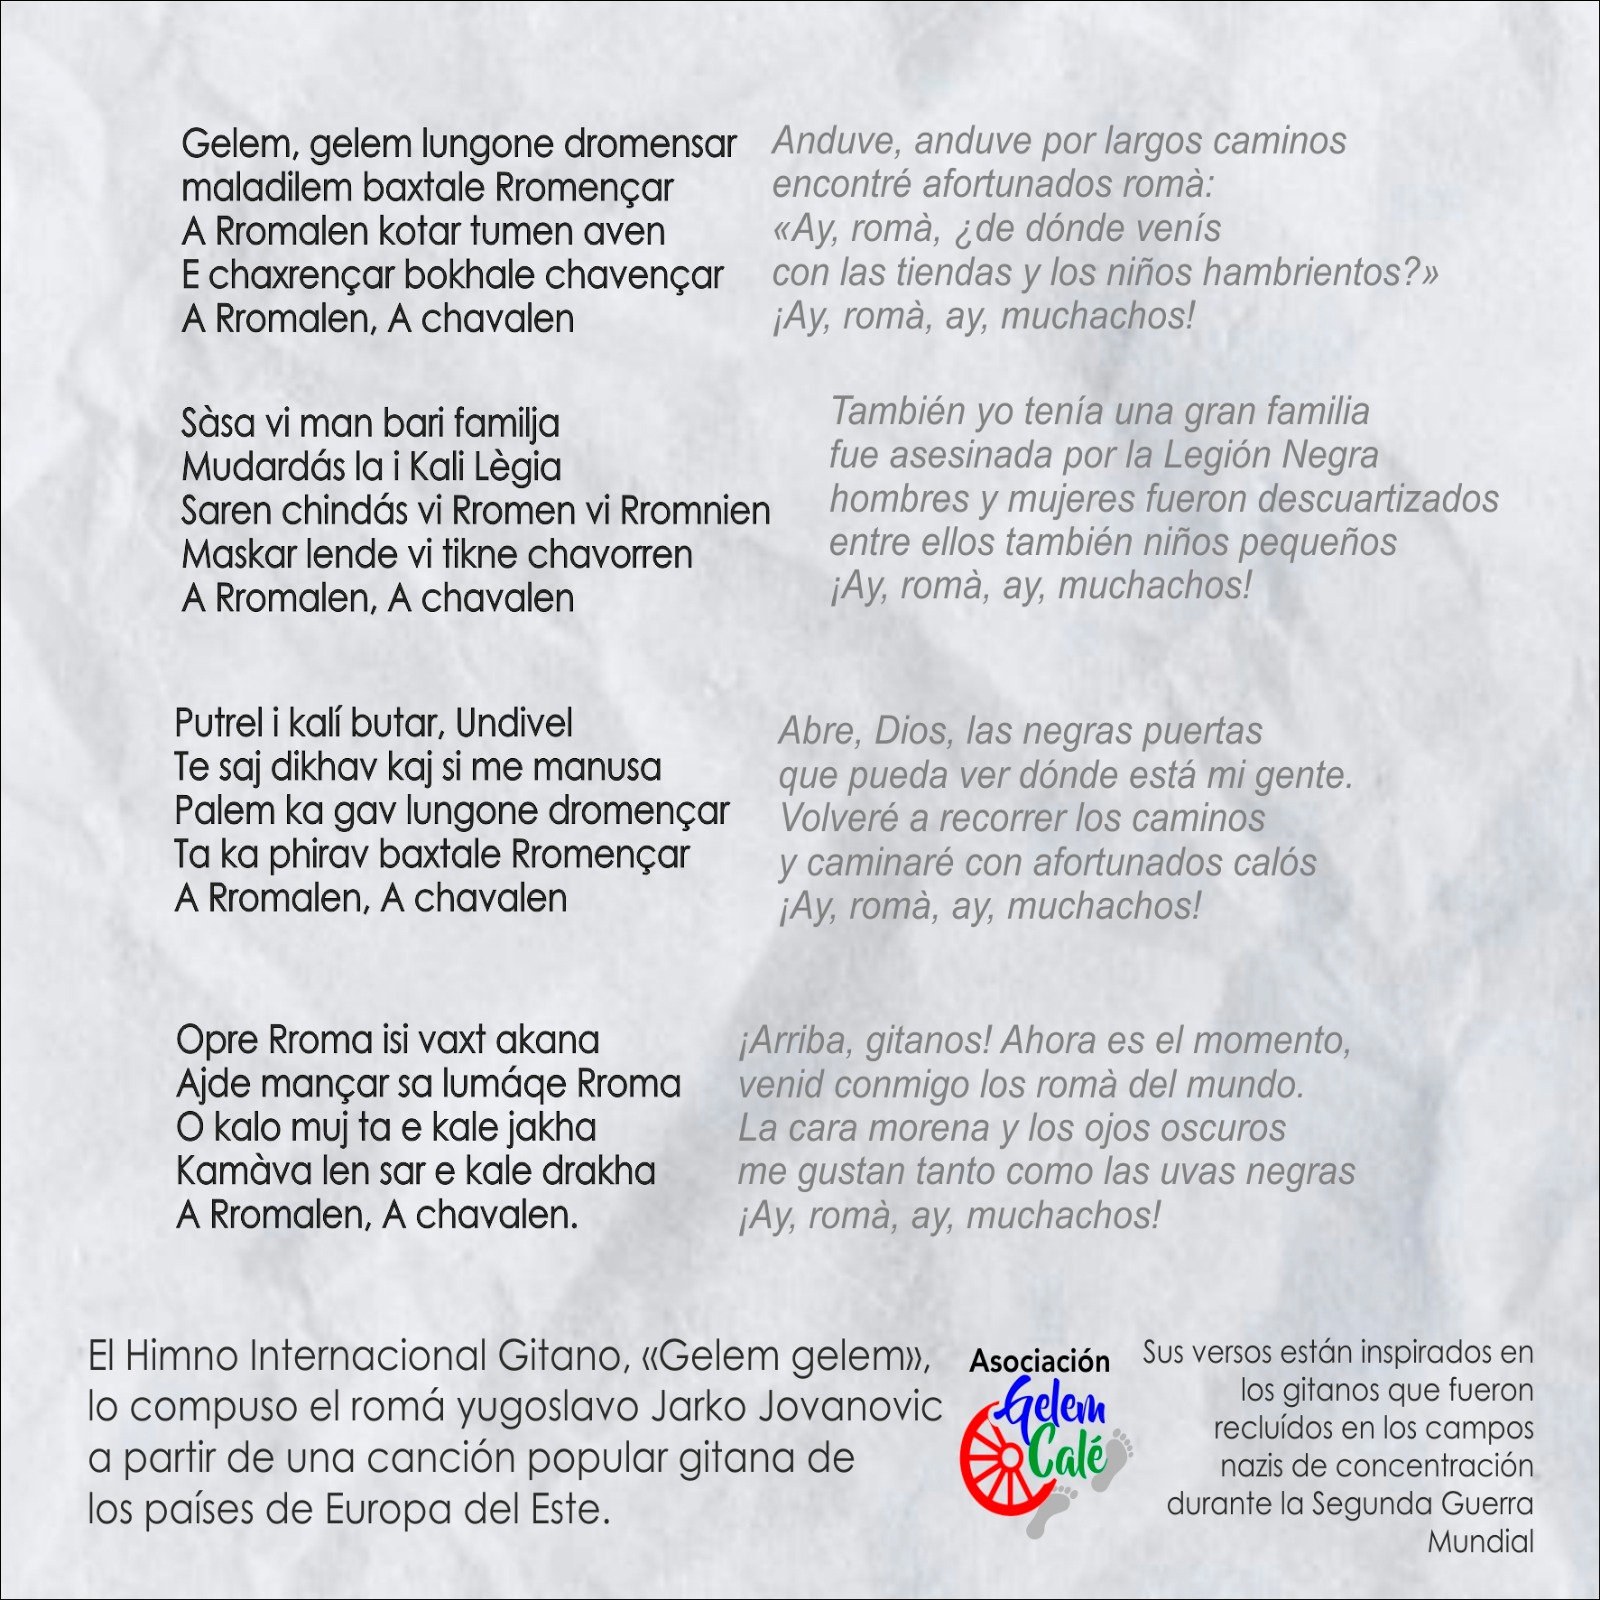 Gelem, gelem lungone dromensar
maladilem baxtale Rromençar
A Rromalen kotar tumen aven
E chaxrençar bokhale chavençar
A Rromalen, A chavalen
Anduve, anduve por largos caminos
encontré afortunados romà:
«Ay, romà, ¿de dónde venís
con las tiendas y los niños hambrientos?»
¡Ay, romà, ay, muchachos!
Sàsa vi man bari familja
Mudardás la i Kali Lègia
Saren chindás vi Rromen vi Rromnien
Maskar lende vi tikne chavorren
A Rromalen, A chavalen
También yo tenía una gran familia
fue asesinada por la Legión Negra
hombres y mujeres fueron descuartizados
entre ellos también niños pequeños
¡Ay, romà, ay, muchachos!
Putrel i kalí butar, Undivel
Te saj dikhav kaj si me manusa
Palem ka gav lungone dromençar
Ta ka phirav baxtale Rromençar
A Rromalen, A chavalen
Abre, Dios, las negras puertas
que pueda ver dónde está mi gente.
Volveré a recorrer los caminos
y caminaré con afortunados calós
¡Ay, romà, ay, muchachos!
Opre Rroma isi vaxt akana
Ajde mançar sa lumáqe Rroma
O kalo muj ta e kale jakha
Kamàva len sar e kale drakha
A Rromalen, A chavalen.
¡Arriba, gitanos! Ahora es el momento,
venid conmigo los romà del mundo.
La cara morena y los ojos oscuros
me gustan tanto como las uvas negras
¡Ay, romà, ay, muchachos!
El Himno Internacional Gitano, «Gelem gelem»,
lo compuso el romá yugoslavo Jarko Jovanovic
a partir de una canción popular gitana de
los países de Europa del Este.
Asociación
Gelem
Calé
Sus versos están inspirados en
los gitanos que fueron
recluídos en los campos
nazis de concentración
durante la Segunda Guerra
Mundial